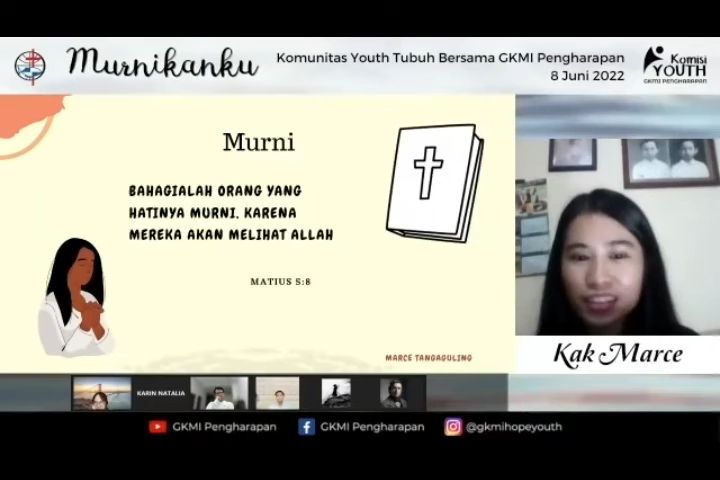 Murnikanku
Komunitas Youth Tubuh Bersama GKMI Pengharapan
8 Juni 2022
Komisi
YOUTH
GKMI PENGHARAPAN
Murni
BAHAGIALAH ORANG YANG
HATINYA MURNI, KARENA
MEREKA AKAN MELIHAT ALLAH
MATIUS 5:8
MARCE TANGAGULING
Kak Marce
KARIN NATALIA
GKMI Pengharapan
GKMI Pengharapan
@gkmihopeyouth